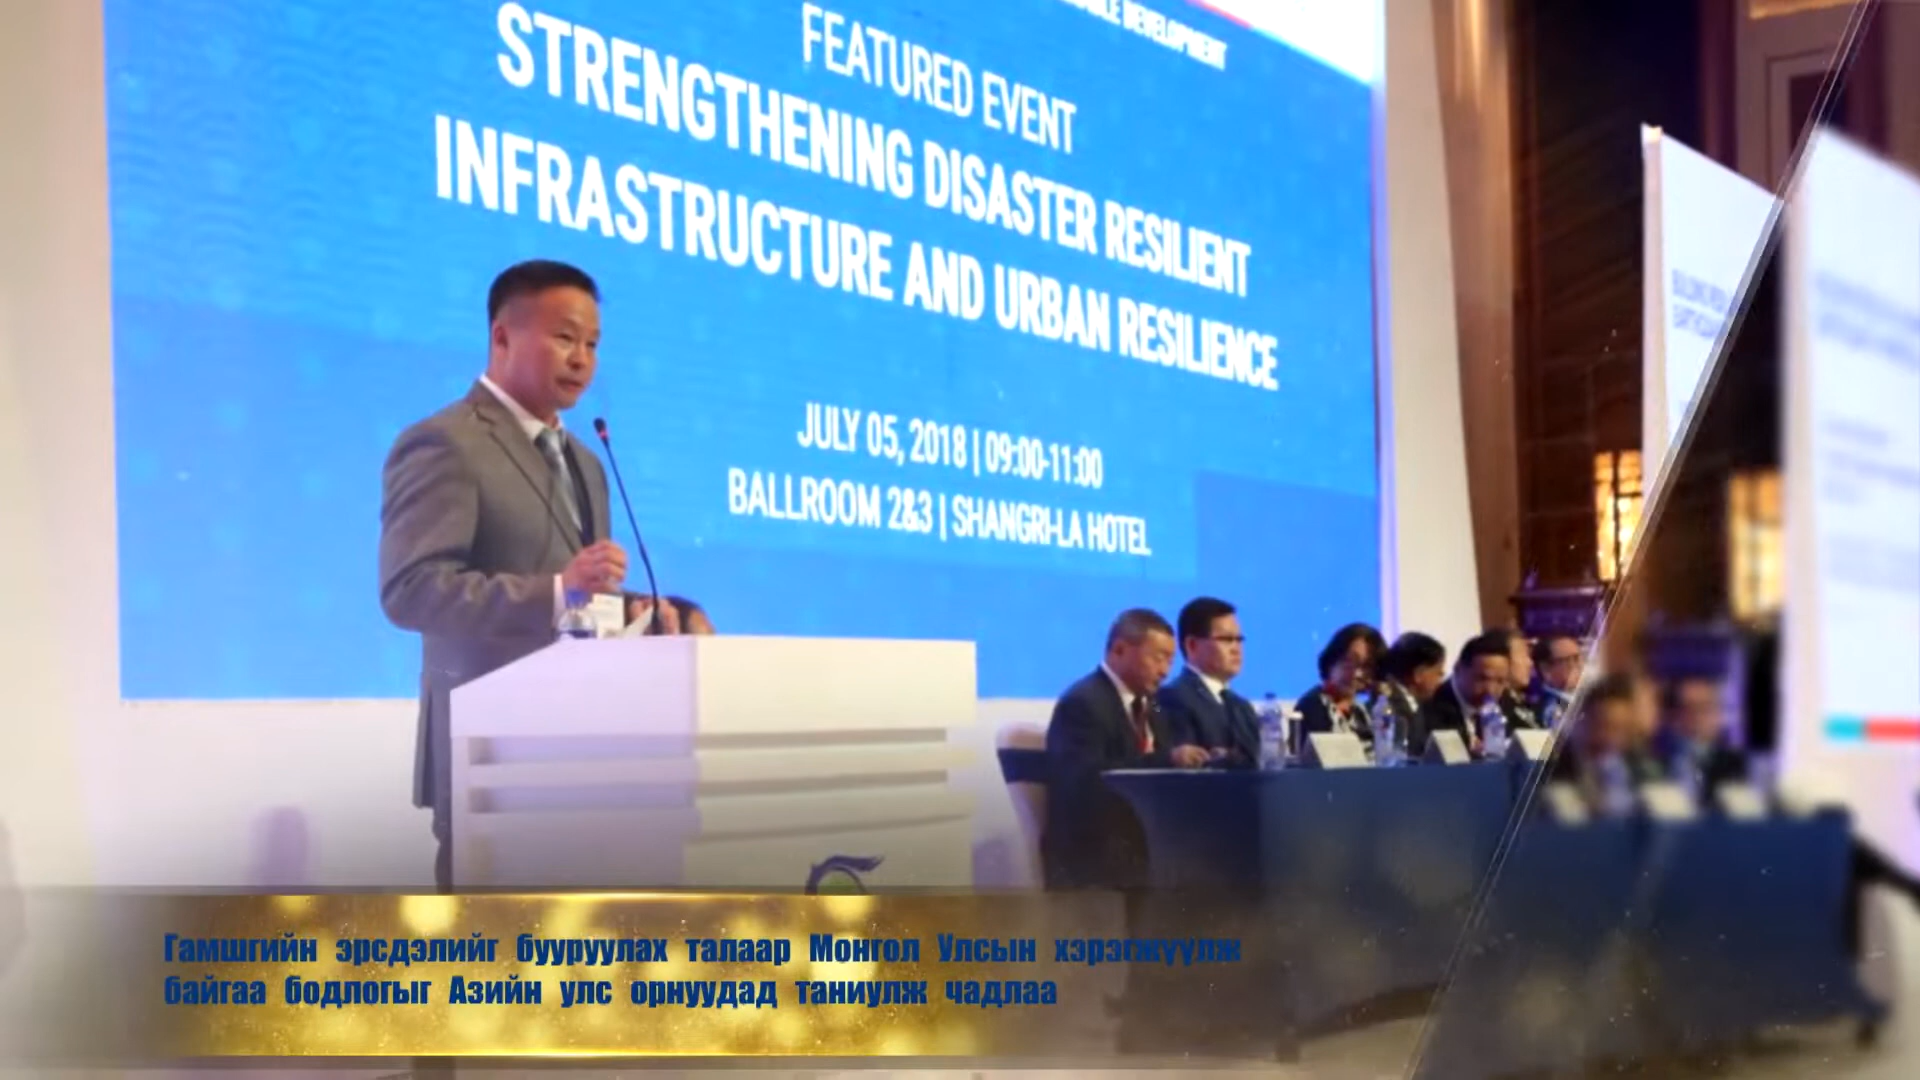 DEVELOPMENT
FEATURED EVENT
STRENGTHENING DISASTER RESILIENT
INFRASTRUCTURE AND URBAN RESILIENCE
JULY 05, 2018 | 09:00-11:00
BALLROOM 2&3 | SHANGRI-LA HOTEL
Гамшгийн эрсдэлийг бууруулах талаар Монгол Улсын хэрэгжүүлж
байгаа бодлогыг Азийн улс орнуудад таниулж чадлаа